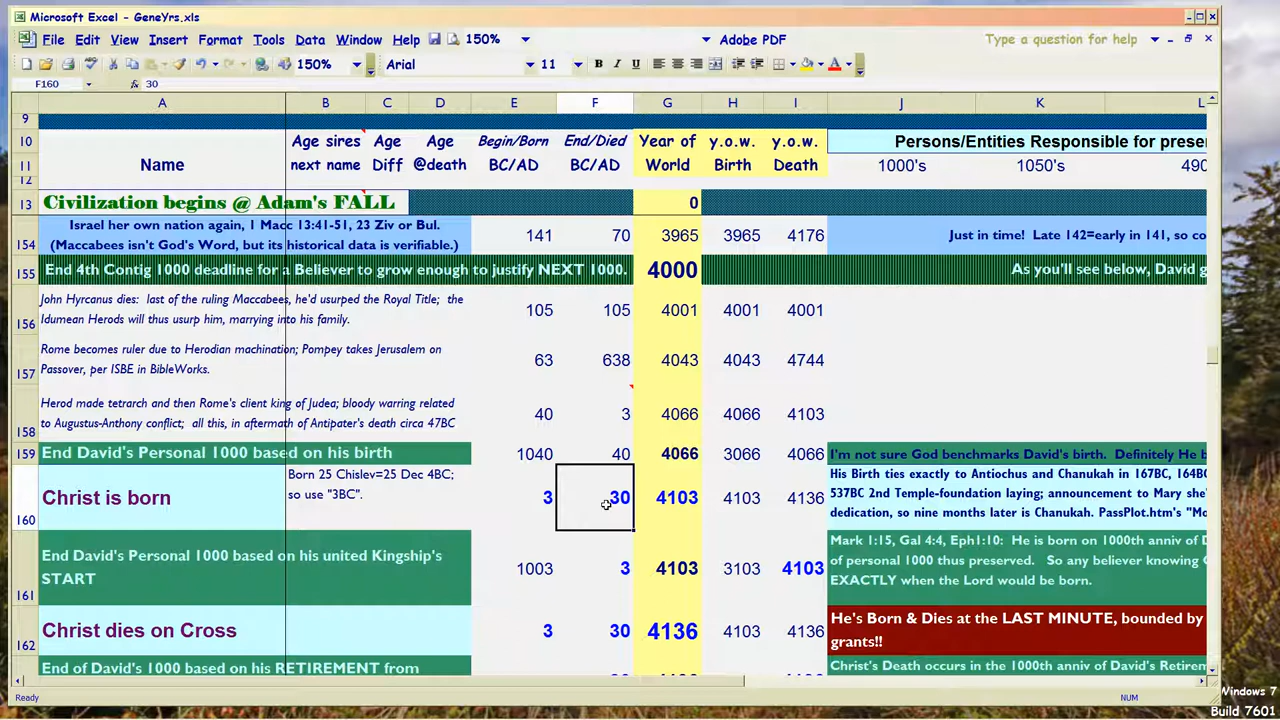 Microsoft Excel - GeneYrs.xls
File Edit View Insert Format Tools Data Window Help 150% Adobe PDF Type a question for help
150% Arial 11 B I U
F160 fx 30
A B C D E F G H I J K L
9
10 Age sires Age Age Begin/Born End/Died Year of y.o.w. y.o.w. Persons/Entities Responsible for prese
11 Name next name Diff @death BC/AD BC/AD World Birth Death 1000's 1050's 490
12
13 Civilization begins @ Adam's FALL 0
Israel her own nation again, 1 Macc 13:41-51, 23 Ziv or Bul.
154 (Maccabees isn't God's Word, but its historical data is verifiable.) 141 70 3965 3965 4176 Just in time! Late 142=early in 141, so co
155 End 4th Contig 1000 deadline for a Believer to grow enough to justify NEXT 1000. 4000 As you'll see below, David g
John Hyrcanus dies: last of the ruling Maccabees, he'd usurped the Royal Title; the
156 Idumean Herods will thus usurp him, marrying into his family. 105 105 4001 4001 4001
Rome becomes ruler due to Herodian machination; Pompey takes Jerusalem on
157 Passover, per ISBE in BibleWorks. 63 638 4043 4043 4744
Herod made tetrarch and then Rome's client king of Judea; bloody warring related
158 to Augustus-Anthony conflict; all this, in aftermath of Antipater's death circa 47BC 40 3 4066 4066 4103
159 End David's Personal 1000 based on his birth 1040 40 4066 3066 4066 I'm not sure God benchmarks David's birth. Definitely He b
Born 25 Chislev=25 Dec 4BC; His Birth ties exactly to Antiochus and Chanukah in 167BC, 164BC
so use "3BC". 537BC 2nd Temple-foundation laying; announcement to Mary she'
160 Christ is born 3 30 4103 4103 4136 dedication, so nine months later is Chanukah. PassPlot.htm's "Mo
End David's Personal 1000 based on his united Kingship's Mark 1:15, Gal 4:4, Eph1:10: He is born on 1000th anniv of D
START 1003 3 4103 3103 4103 of personal 1000 thus preserved. So any believer knowing
161 EXACTLY when the Lord would be born.
He's Born & Dies at the LAST MINUTE, bounded by
162 Christ dies on Cross 3 30 4136 4103 4136 grants!!
End of David's 1000 based on his RETIREMENT from Christ's Death occurs in the 1000th anniv of David's Retirem
Ready NUM
Windows 7
Build 7601